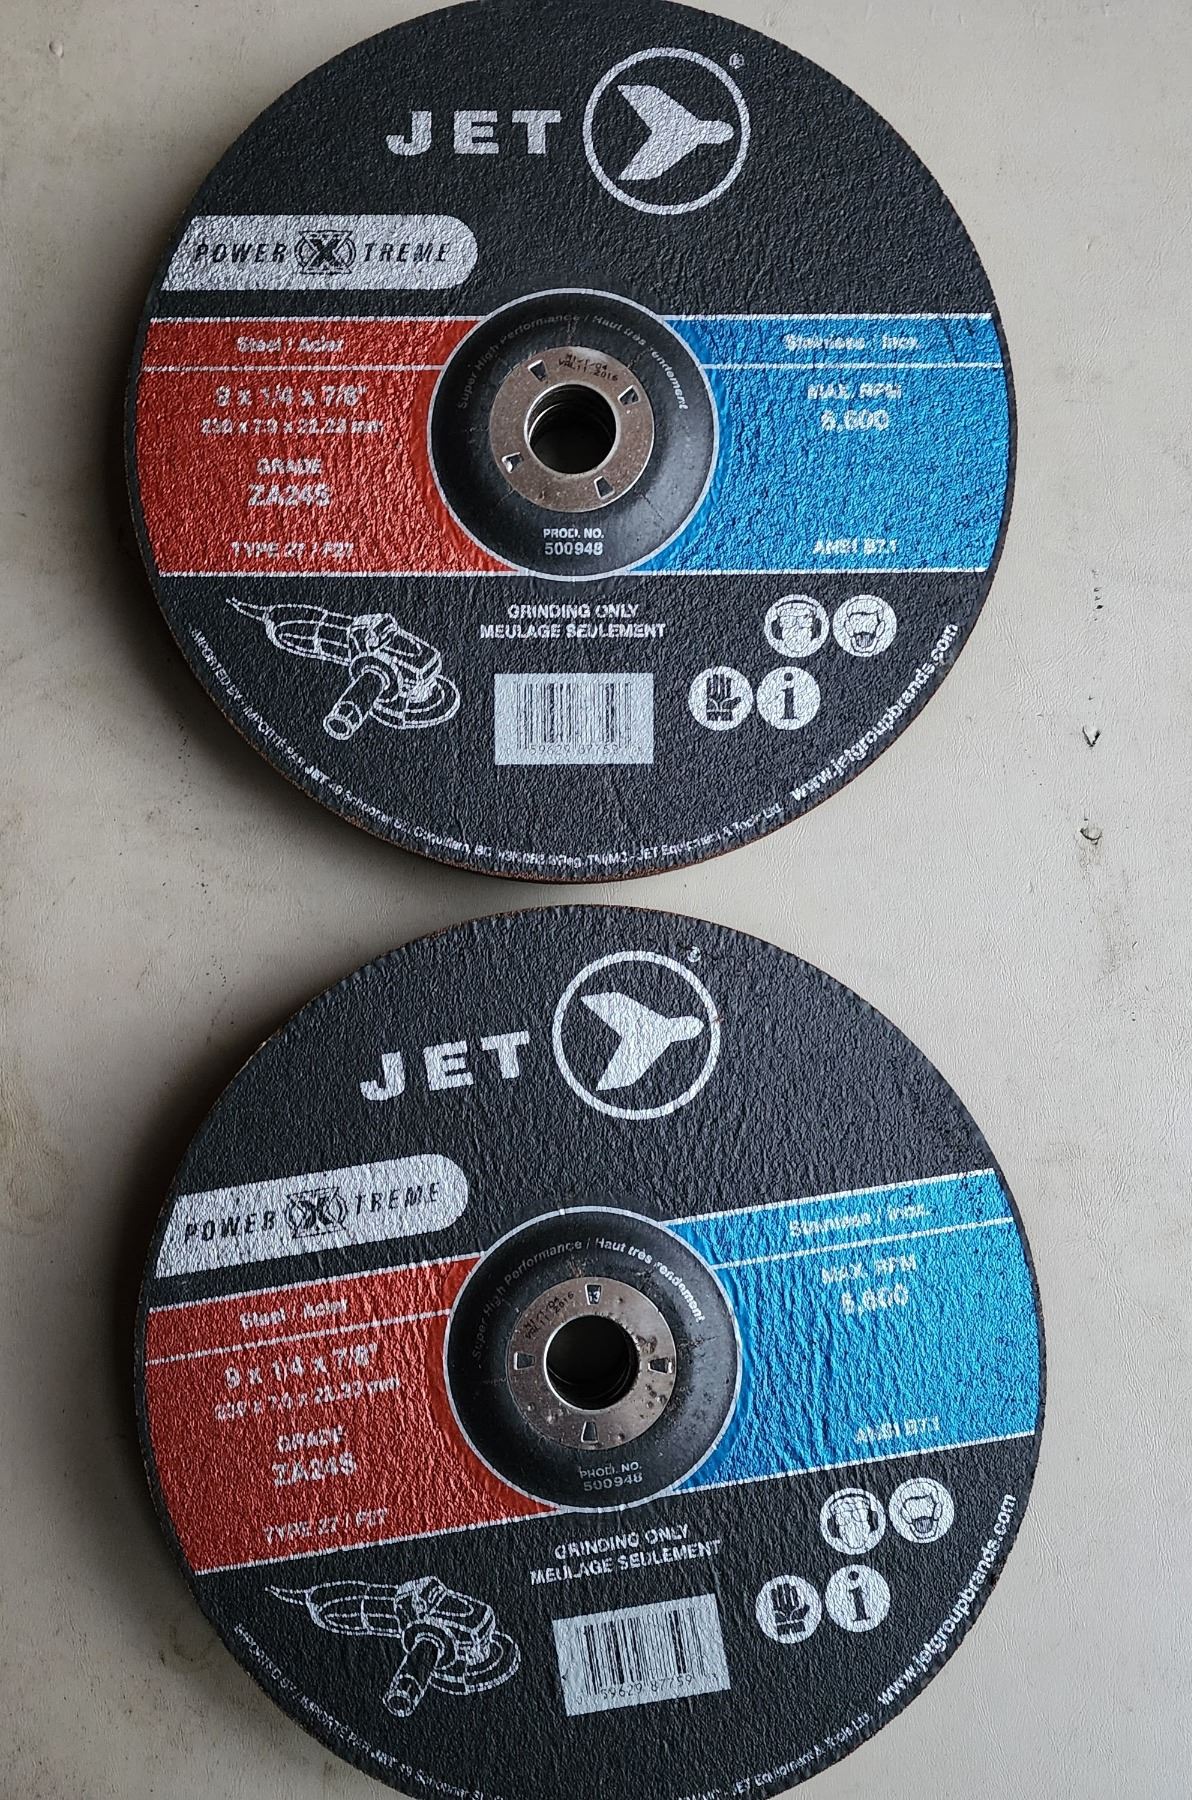 JET
®
POWER X TREME
Super High Performance / Haut très rendement
Steel / Acier
Stainless / Inox.
9 x 1/4 x 7/8"
MAX. RPM
6,600
GRADE
ZA24S
TYPE 27 / F27
ANSI B7.1
PROD. NO.
500948
GRINDING ONLY
MEULAGE SEULEMENT
www.jetgroupbrands.com
JET
®
POWER X TREME
Super High Performance / Haut très rendement
Steel / Acier
Stainless / Inox.
9 x 1/4 x 7/8"
MAX. RPM
6,600
GRADE
ZA24S
TYPE 27 / F27
ANSI B7.1
PROD. NO.
500948
GRINDING ONLY
MEULAGE SEULEMENT
www.jetgroupbrands.com